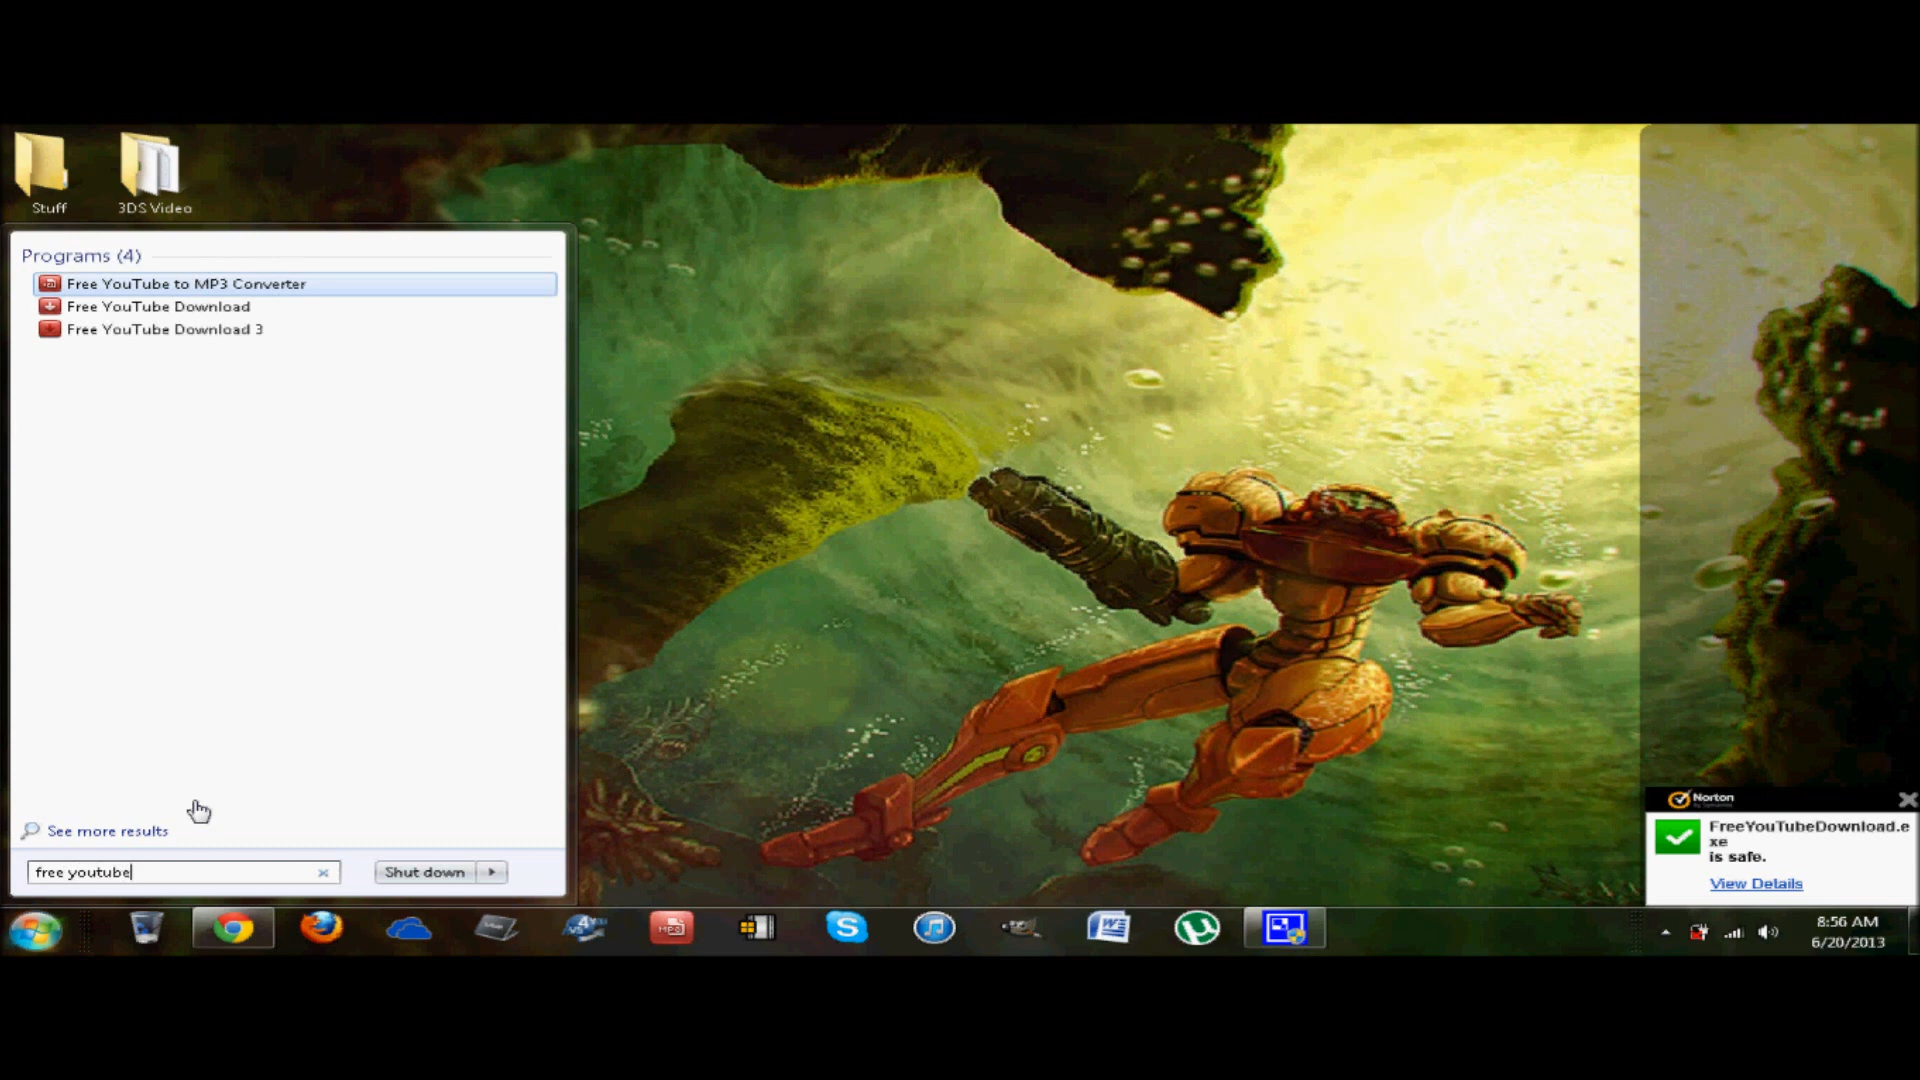 Stuff
3DS Video
Programs (4)
Free YouTube to MP3 Converter
Free YouTube Download
Free YouTube Download 3
See more results
free youtube
Shut down
Norton
FreeYouTubeDownload.e
xe
is safe.
View Details
8:56 AM
6/20/2013